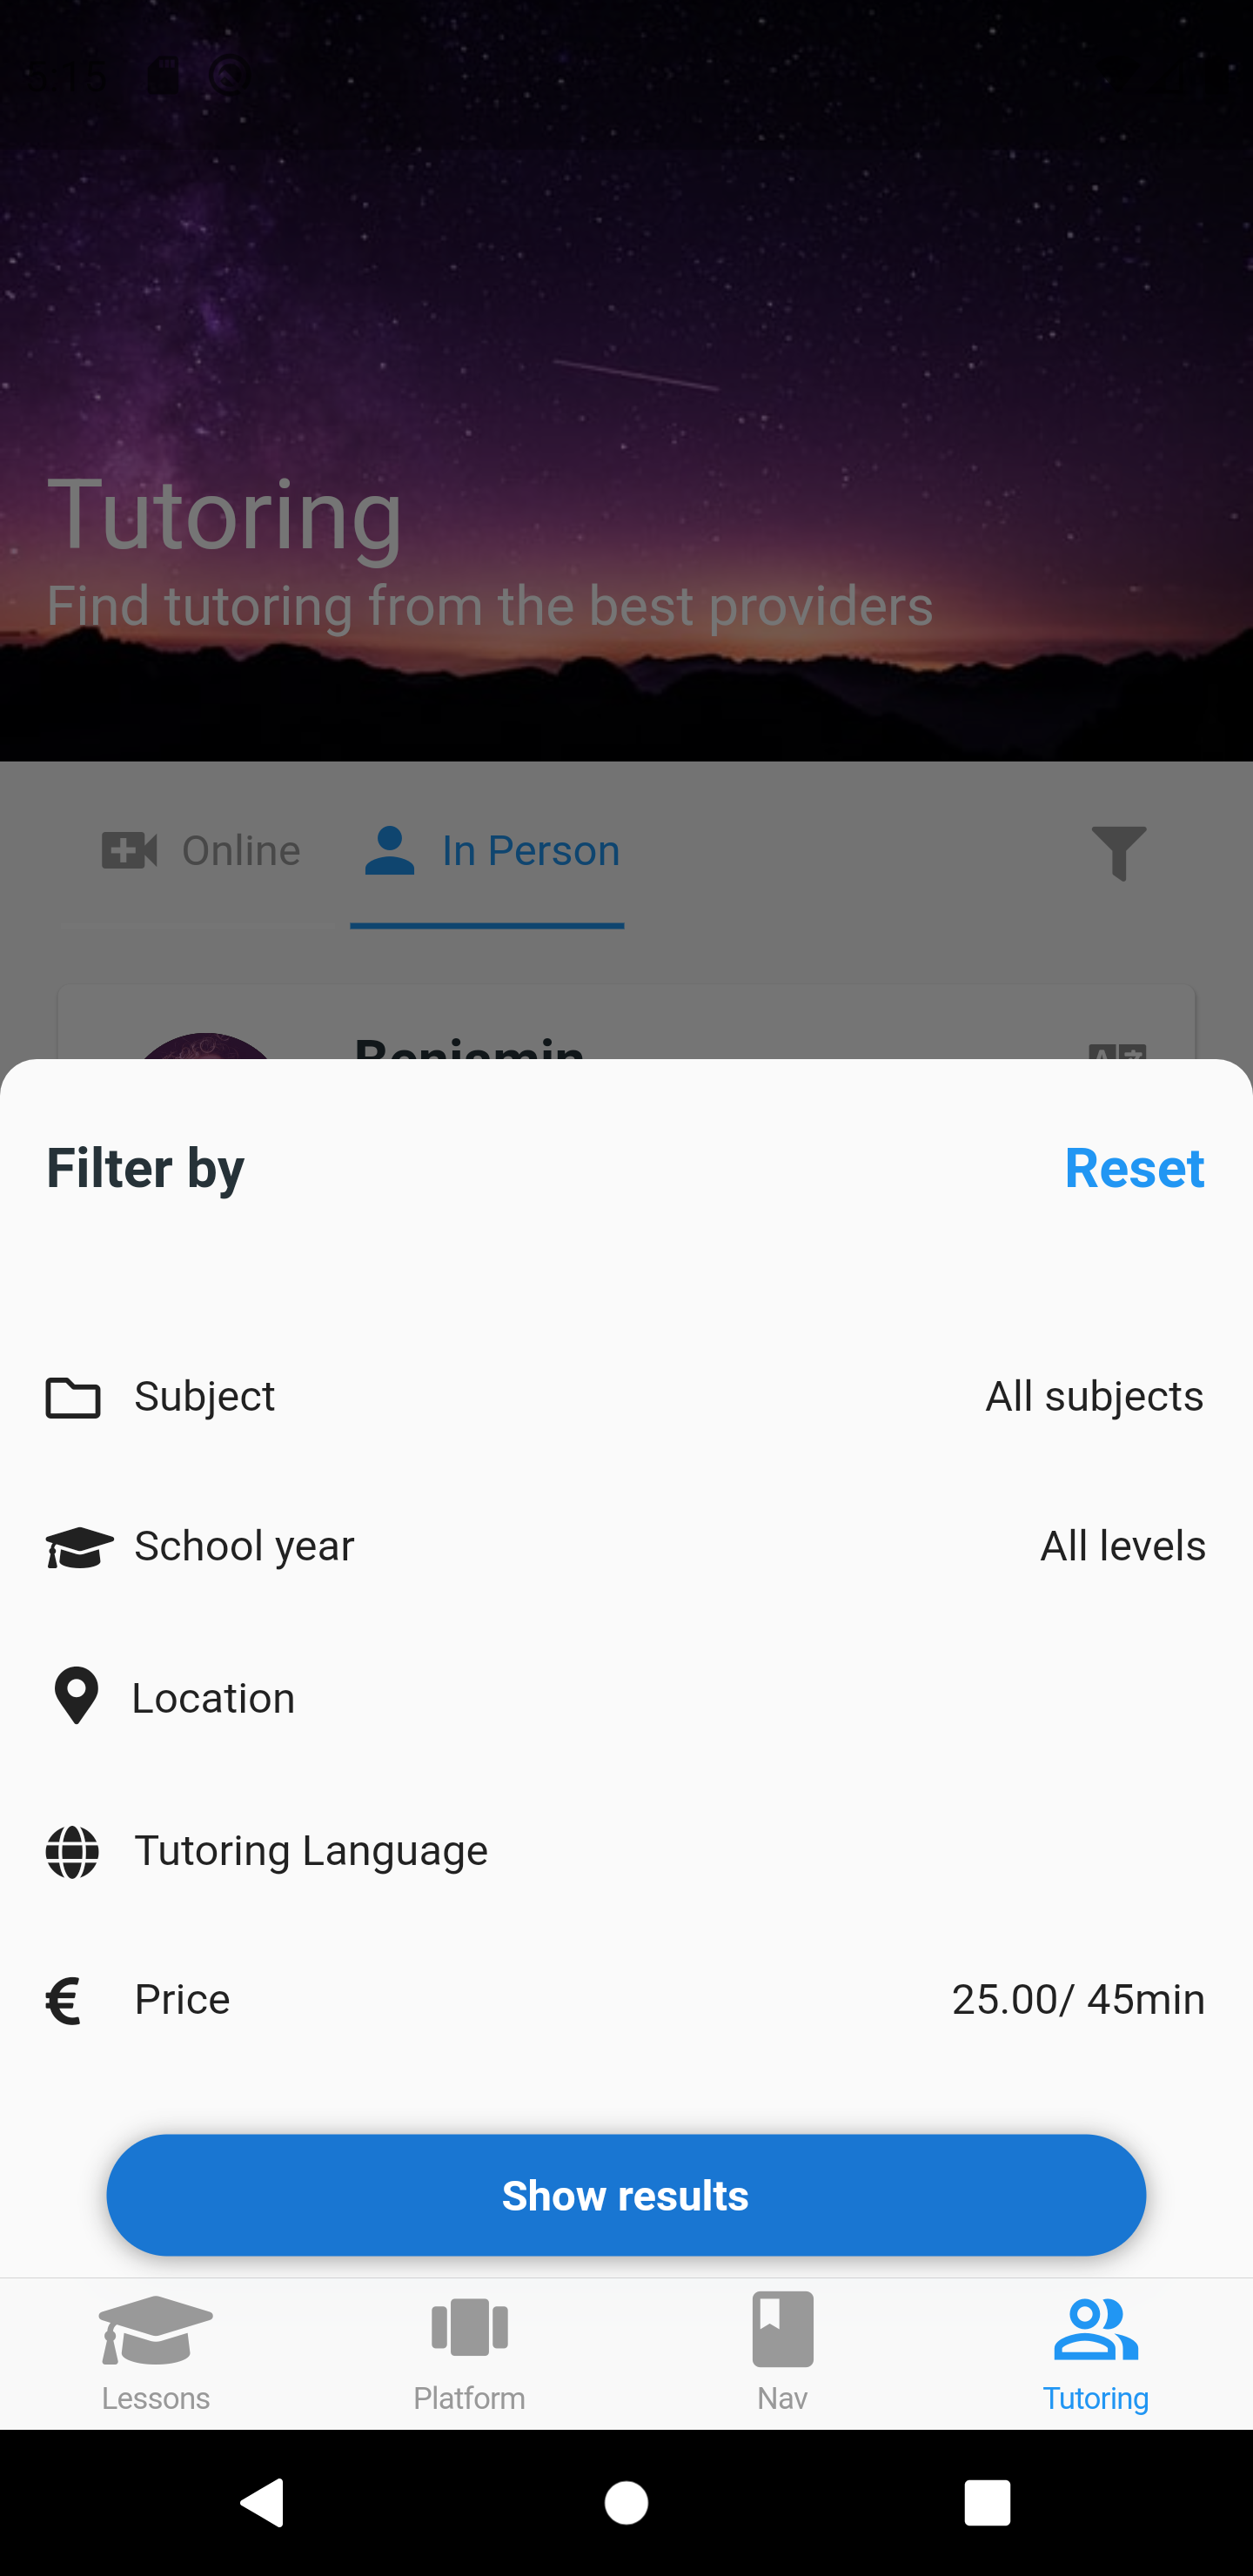 Tutoring
Find tutoring from the best providers
Online
In Person
Benjamin
Filter by
Reset
Subject
All subjects
School year
All levels
Location
Tutoring Language
€ Price
25.00/ 45min
Show results
Lessons
Platform
Nav
Tutoring